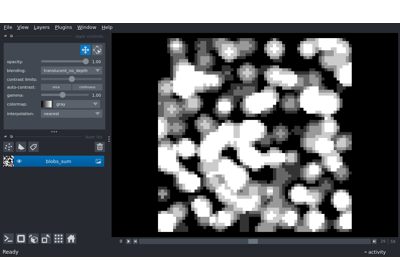 File View Layers Plugins Window Help
layer controls
opacity: 1.00
blending: translucent_no_depth
contrast limits:
auto-contrast: once continuous
gamma: 1.00
colormap: gray
interpolation: nearest
layer list
blobs_sum
Ready
activity